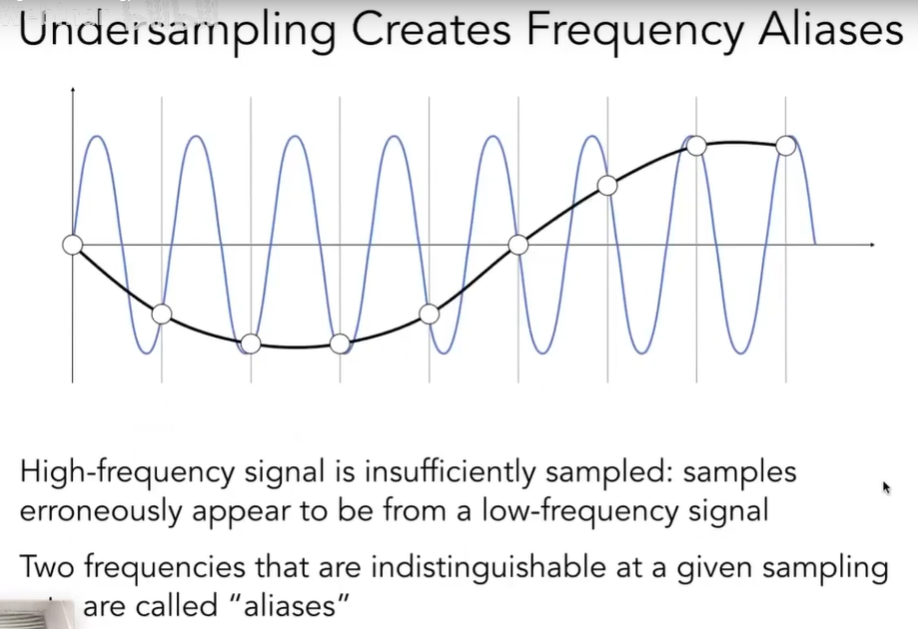 Undersampling Creates Frequency Aliases
High-frequency signal is insufficiently sampled: samples
erroneously appear to be from a low-frequency signal
Two frequencies that are indistinguishable at a given sampling
are called “aliases”